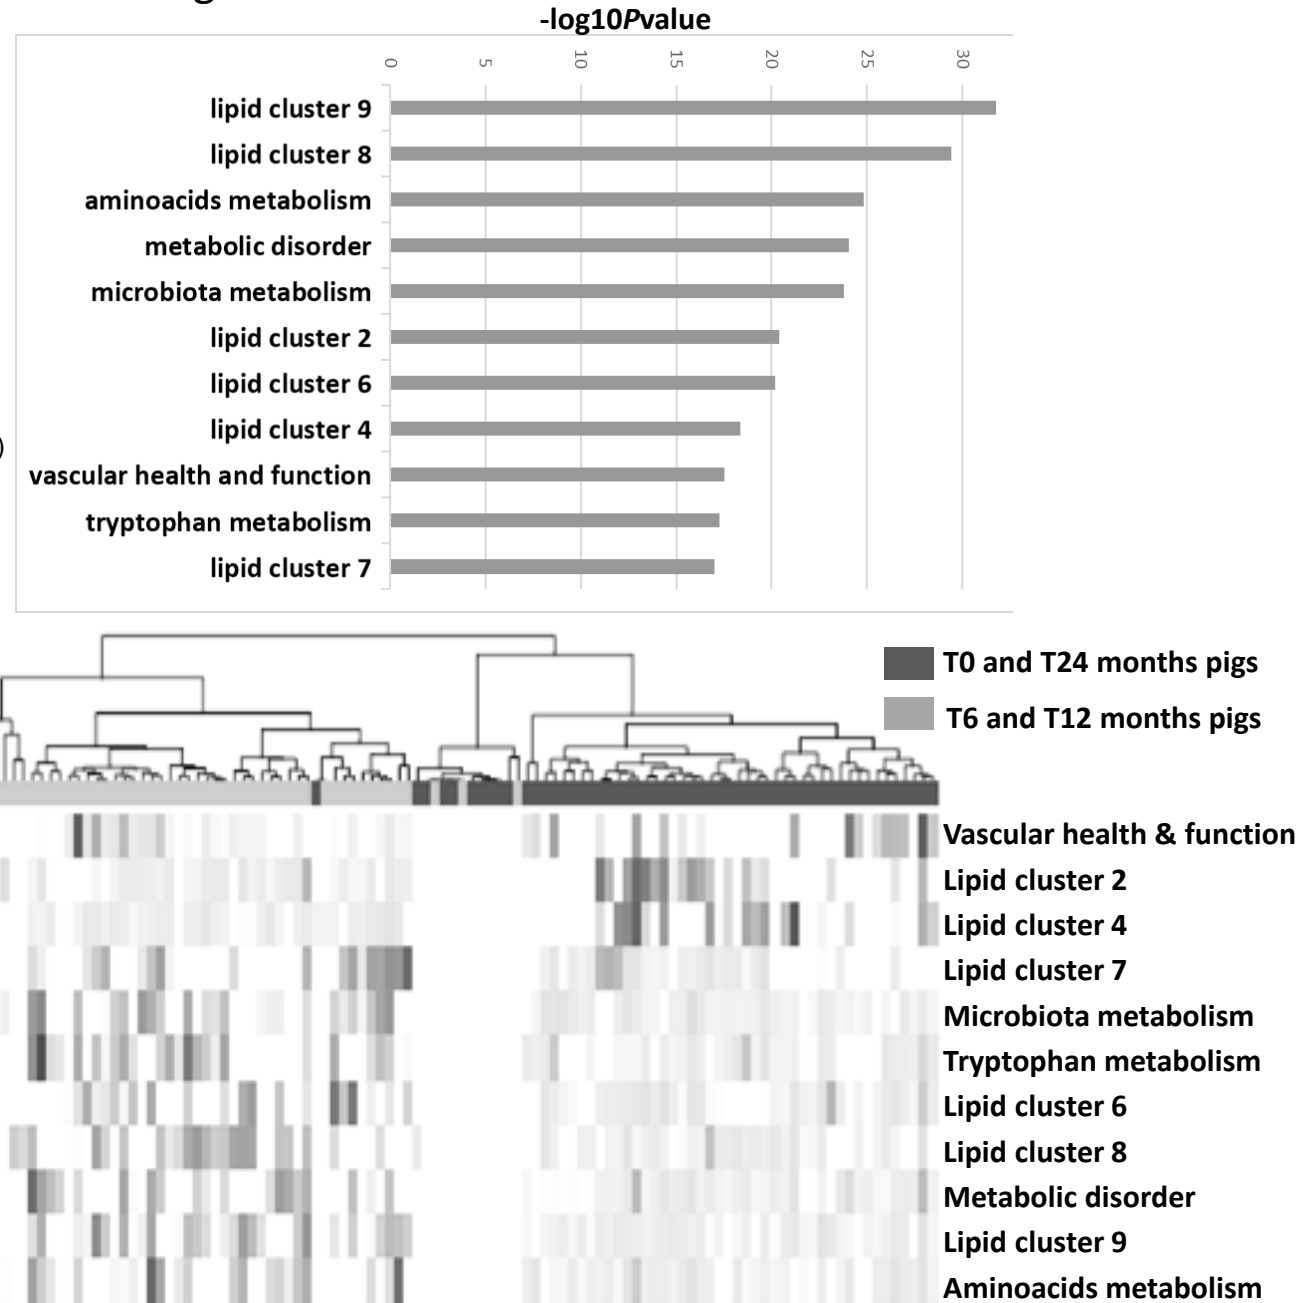 -log10Pvalue
0 5 10 15 20 25 30
lipid cluster 9
lipid cluster 8
aminoacids metabolism
metabolic disorder
microbiota metabolism
lipid cluster 2
lipid cluster 6
lipid cluster 4
)
vascular health and function
tryptophan metabolism
lipid cluster 7
T0 and T24 months pigs
T6 and T12 months pigs
Vascular health & function
Lipid cluster 2
Lipid cluster 4
Lipid cluster 7
Microbiota metabolism
Tryptophan metabolism
Lipid cluster 6
Lipid cluster 8
Metabolic disorder
Lipid cluster 9
Aminoacids metabolism